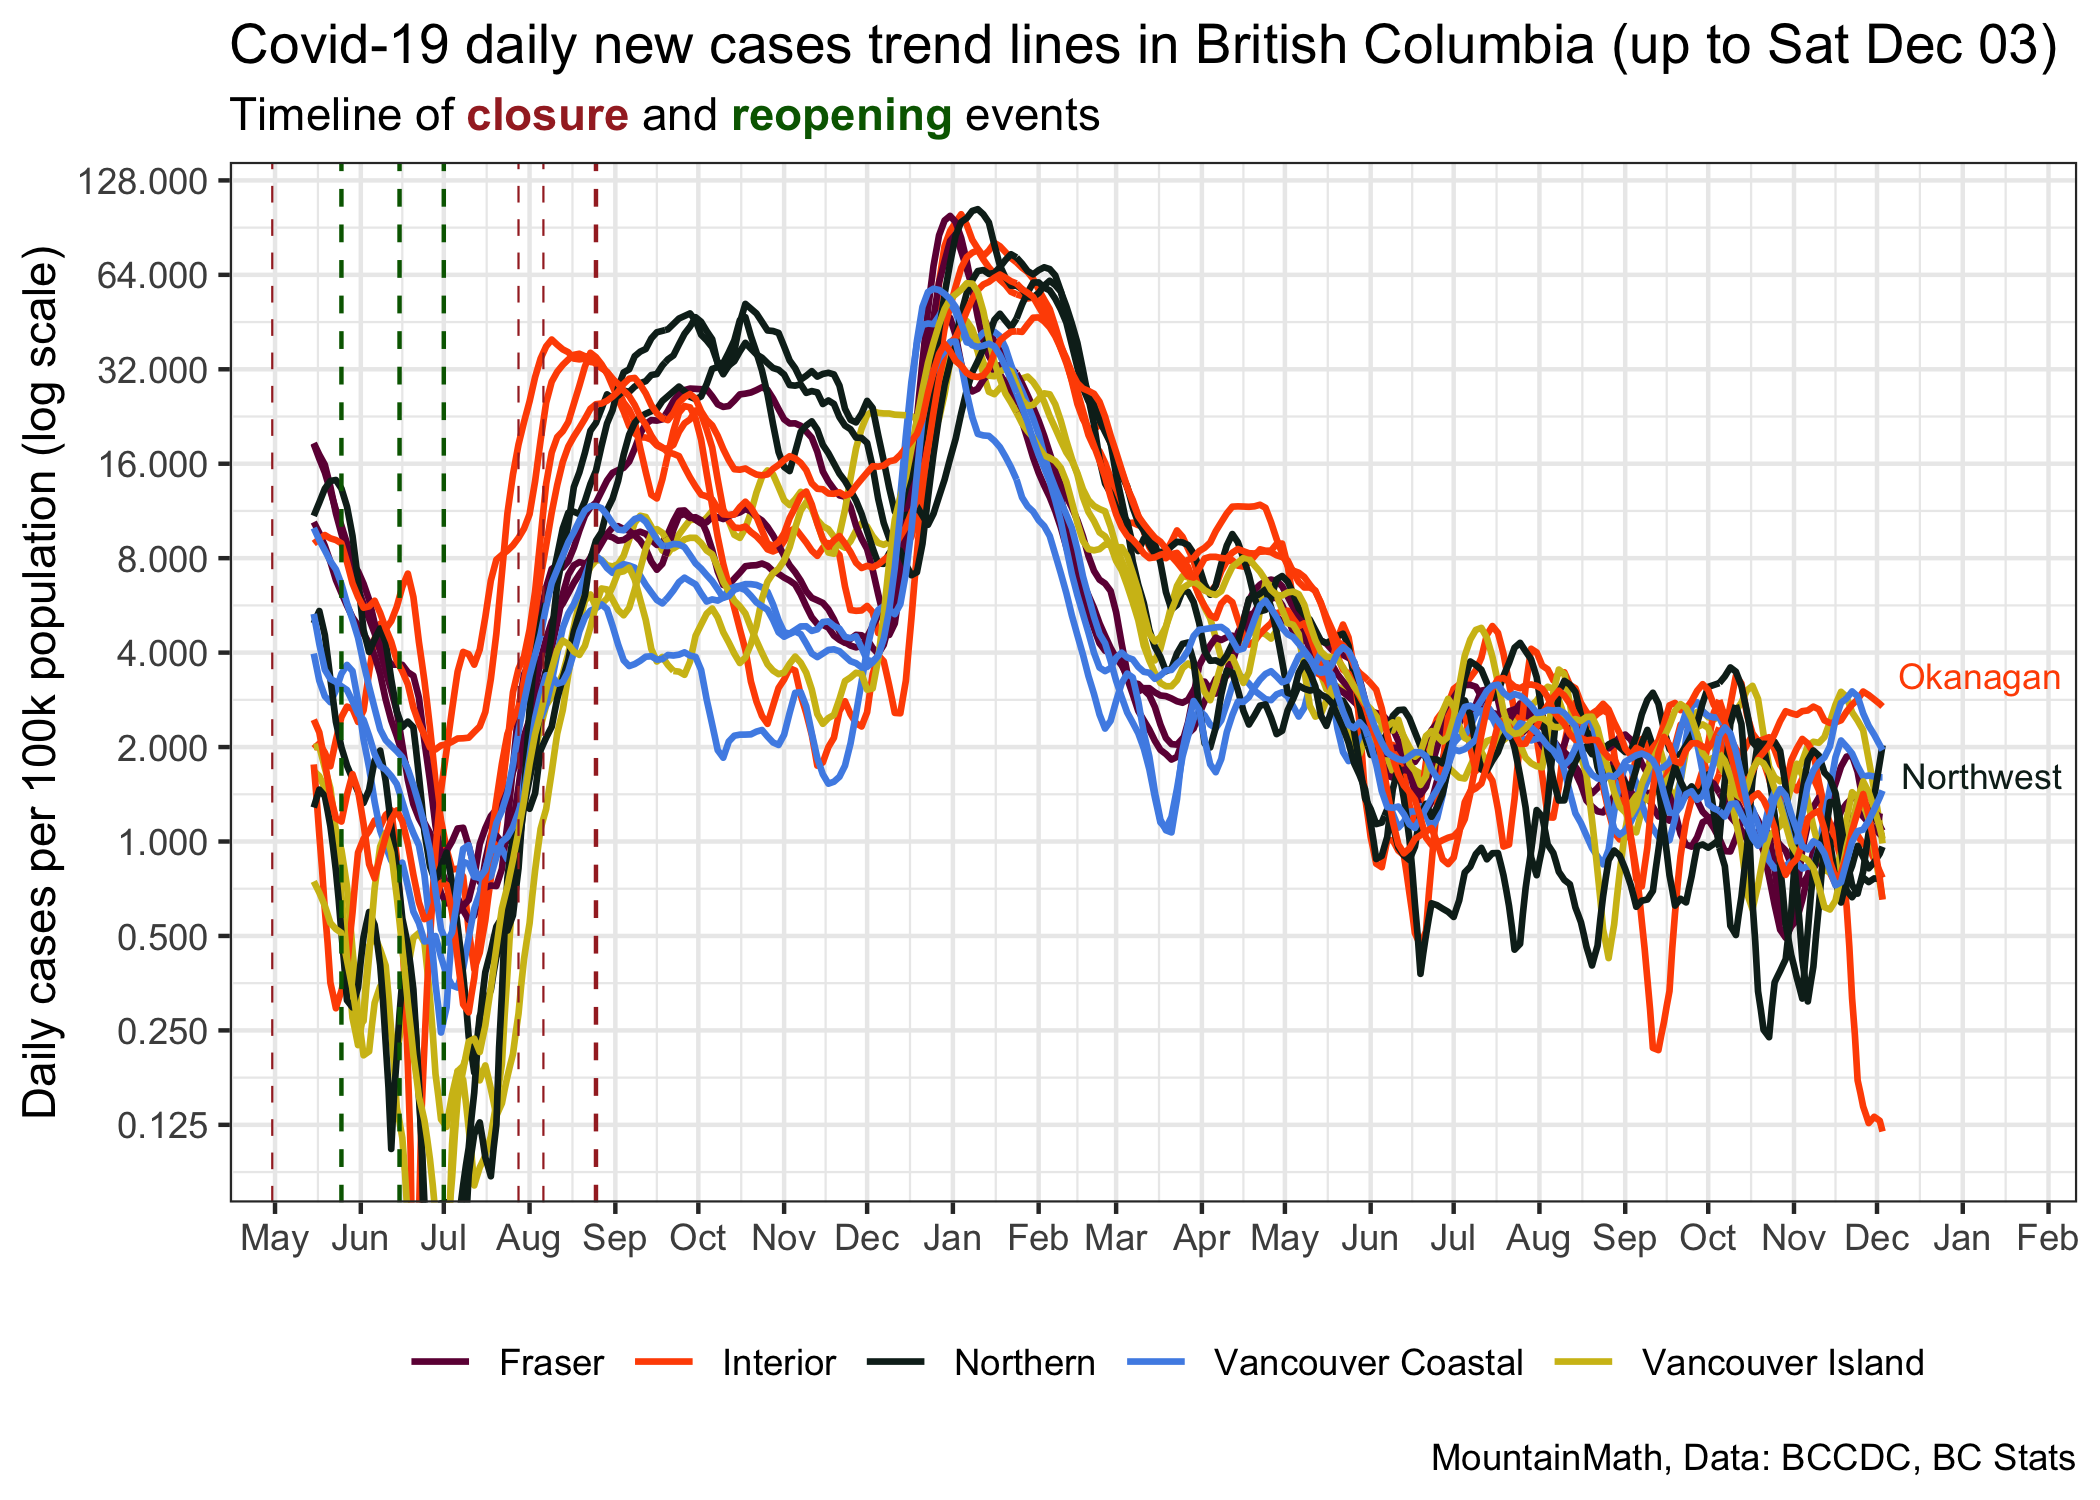 Covid-19 daily new cases trend lines in British Columbia (up to Sat Dec 03)
Timeline of closure and reopening events
Daily cases per 100k population (log scale)
128.000
64.000
32.000
16.000
8.000
4.000
2.000
1.000
0.500
0.250
0.125
Okanagan
Northwest
May Jun Jul Aug Sep Oct Nov Dec Jan Feb Mar Apr May Jun Jul Aug Sep Oct Nov Dec Jan Feb
Fraser Interior Northern Vancouver Coastal Vancouver Island
MountainMath, Data: BCCDC, BC Stats